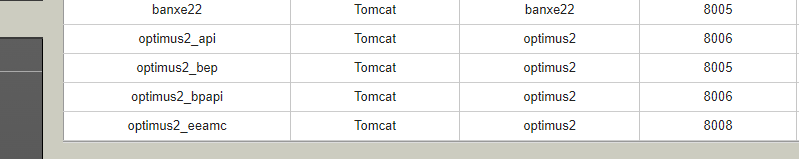 banxe22 Tomcat banxe22 8005
optimus2_api Tomcat optimus2 8006
optimus2_bep Tomcat optimus2 8005
optimus2_bpapi Tomcat optimus2 8006
optimus2_eeamc Tomcat optimus2 8008